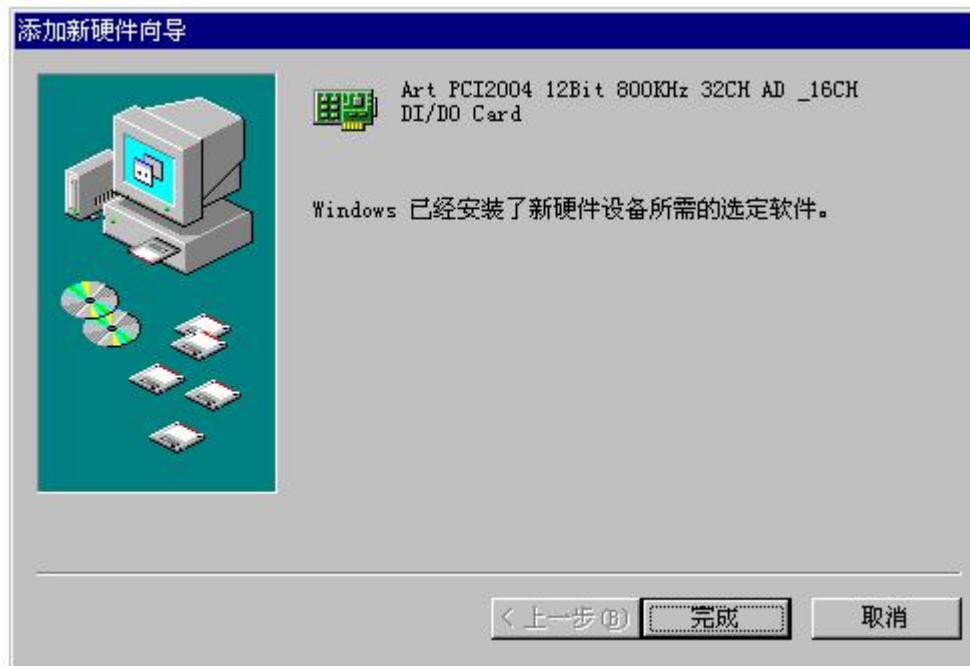 添加新硬件向导
Art PCI2004 12Bit 800KHz 32CH AD _16CH
DI/DO Card
Windows 已经安装了新硬件设备所需的选定软件。
< 上一步(B)
完成
取消